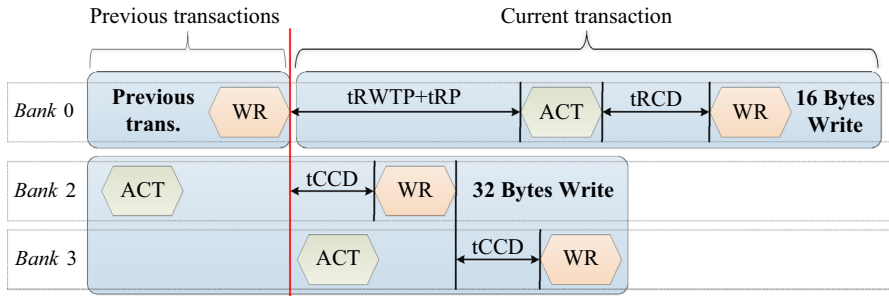 Previous transactions Current transaction
Bank 0 Previous trans. WR tRWTP+tRP ACT tRCD WR 16 Bytes Write
Bank 2 ACT tCCD WR 32 Bytes Write
Bank 3 ACT tCCD WR